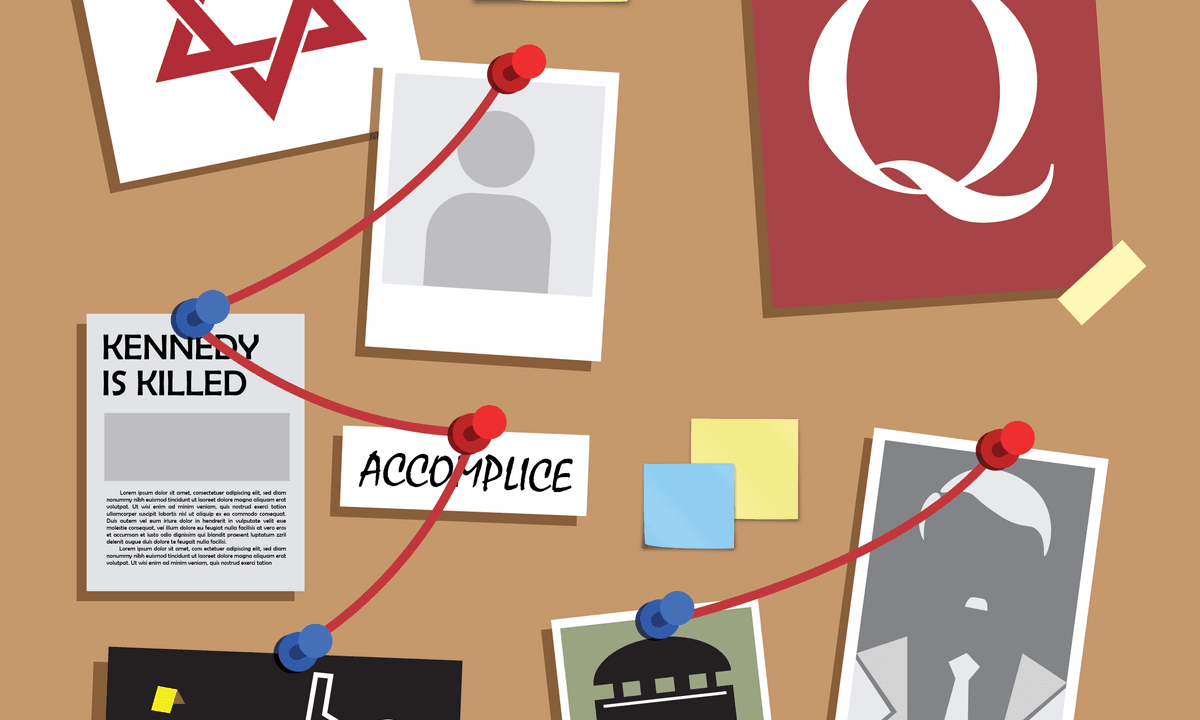 Q
KENNEDY
IS KILLED
ACCOMPLICE
Lorem ipsum dolor sit amet, consectetuer adipiscing elit, sed diam
nonummy nibh euismod tincidunt ut laoreet dolore magna aliquam erat
volutpat. Ut wisi enim ad minim veniam, quis nostrud exerci tation
ullamcorper suscipit lobortis nisl ut aliquip ex ea commodo consequat.
Duis autem vel eum iriure dolor in hendrerit in vulputate velit esse
molestie consequat, vel illum dolore eu feugiat nulla facilisis at vero eros
et accumsan et iusto odio dignissim qui blandit praesent luptatum zzril
delenit augue duis dolore te feugait nulla facilisi.
Lorem ipsum dolor sit amet, cons ectetuer adipiscing elit, sed diam
nonummy nibh euismod tincidunt ut laoreet dolore magna aliquam erat
volutpat. Ut wisi enim ad minim veniam, quis nostrud exerci tation